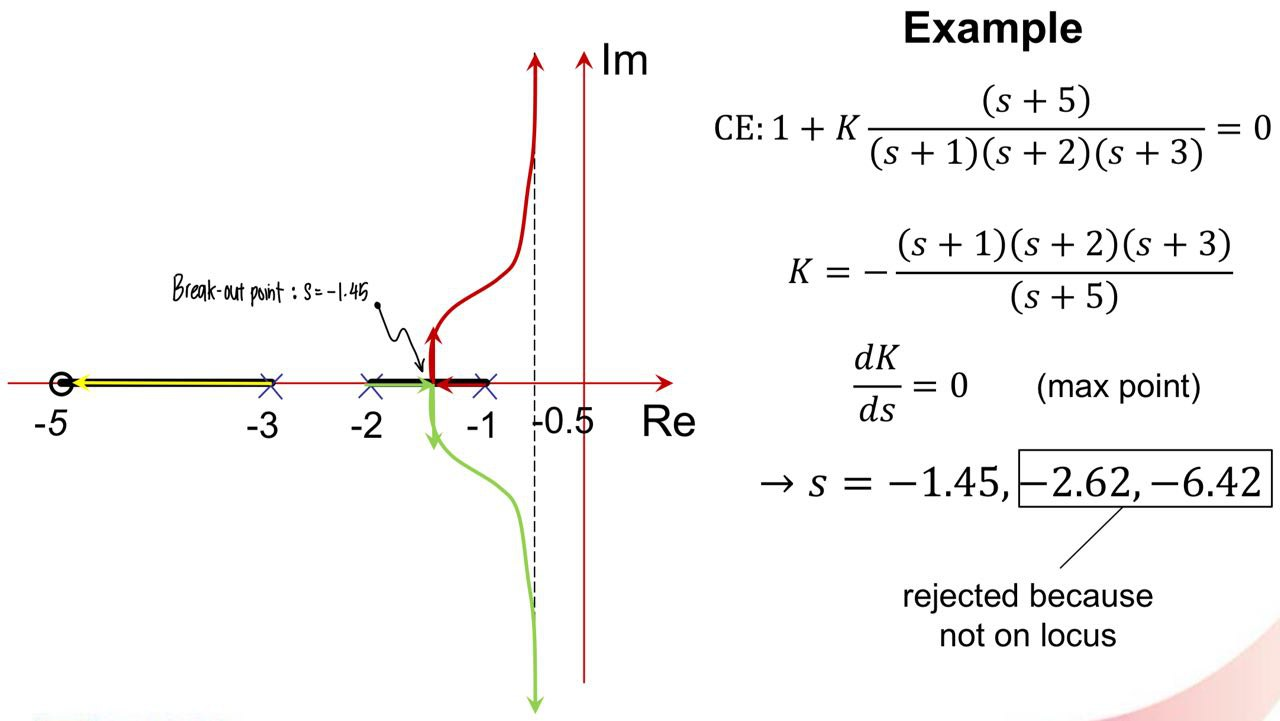 Example
Im
CE: 1 + K (s + 5) / (s + 1)(s + 2)(s + 3) = 0
K = − (s + 1)(s + 2)(s + 3) / (s + 5)
Break-out point : s = -1.45
dK/ds = 0 (max point)
-5 -3 -2 -1 -0.5 Re
→ s = −1.45, −2.62, −6.42
rejected because
not on locus